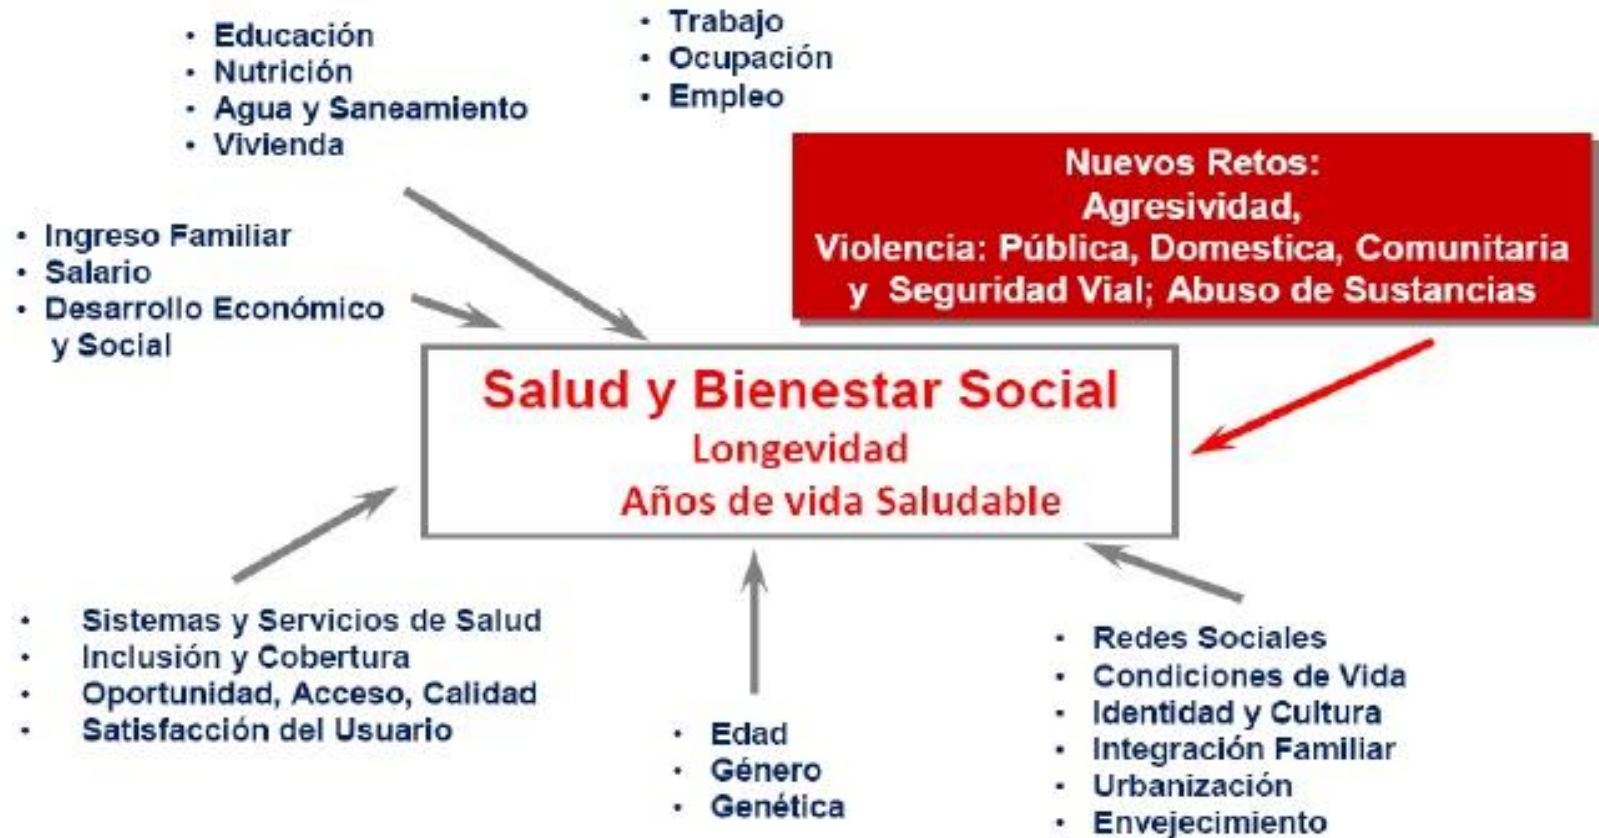 • Educación
• Nutrición
• Agua y Saneamiento
• Vivienda
• Trabajo
• Ocupación
• Empleo
Nuevos Retos:
Agresividad,
Violencia: Pública, Domestica, Comunitaria
y Seguridad Vial; Abuso de Sustancias
• Ingreso Familiar
• Salario
• Desarrollo Económico
y Social
Salud y Bienestar Social
Longevidad
Años de vida Saludable
• Sistemas y Servicios de Salud
• Inclusión y Cobertura
• Oportunidad, Acceso, Calidad
• Satisfacción del Usuario
• Edad
• Género
• Genética
• Redes Sociales
• Condiciones de Vida
• Identidad y Cultura
• Integración Familiar
• Urbanización
• Envejecimiento